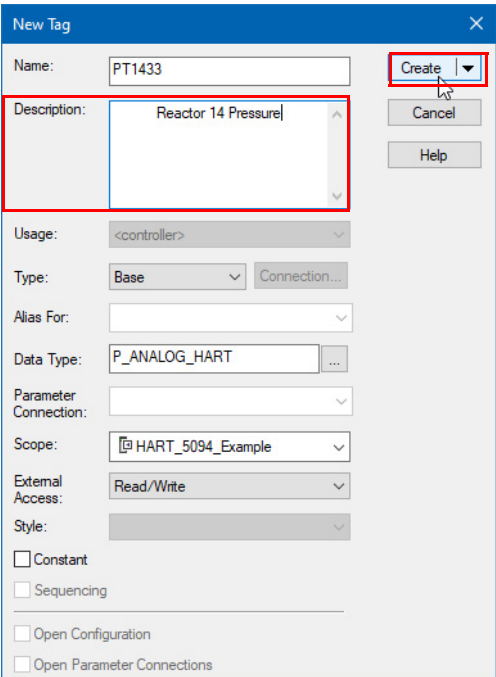 New Tag
Name: PT1433 Create
Description: Reactor 14 Pressure Cancel
Help
Usage: <controller>
Type: Base Connection...
Alias For:
Data Type: P_ANALOG_HART ...
Parameter
Connection:
Scope: HART_5094_Example
External
Access: Read/Write
Style:
Constant
Sequencing
Open Configuration
Open Parameter Connections